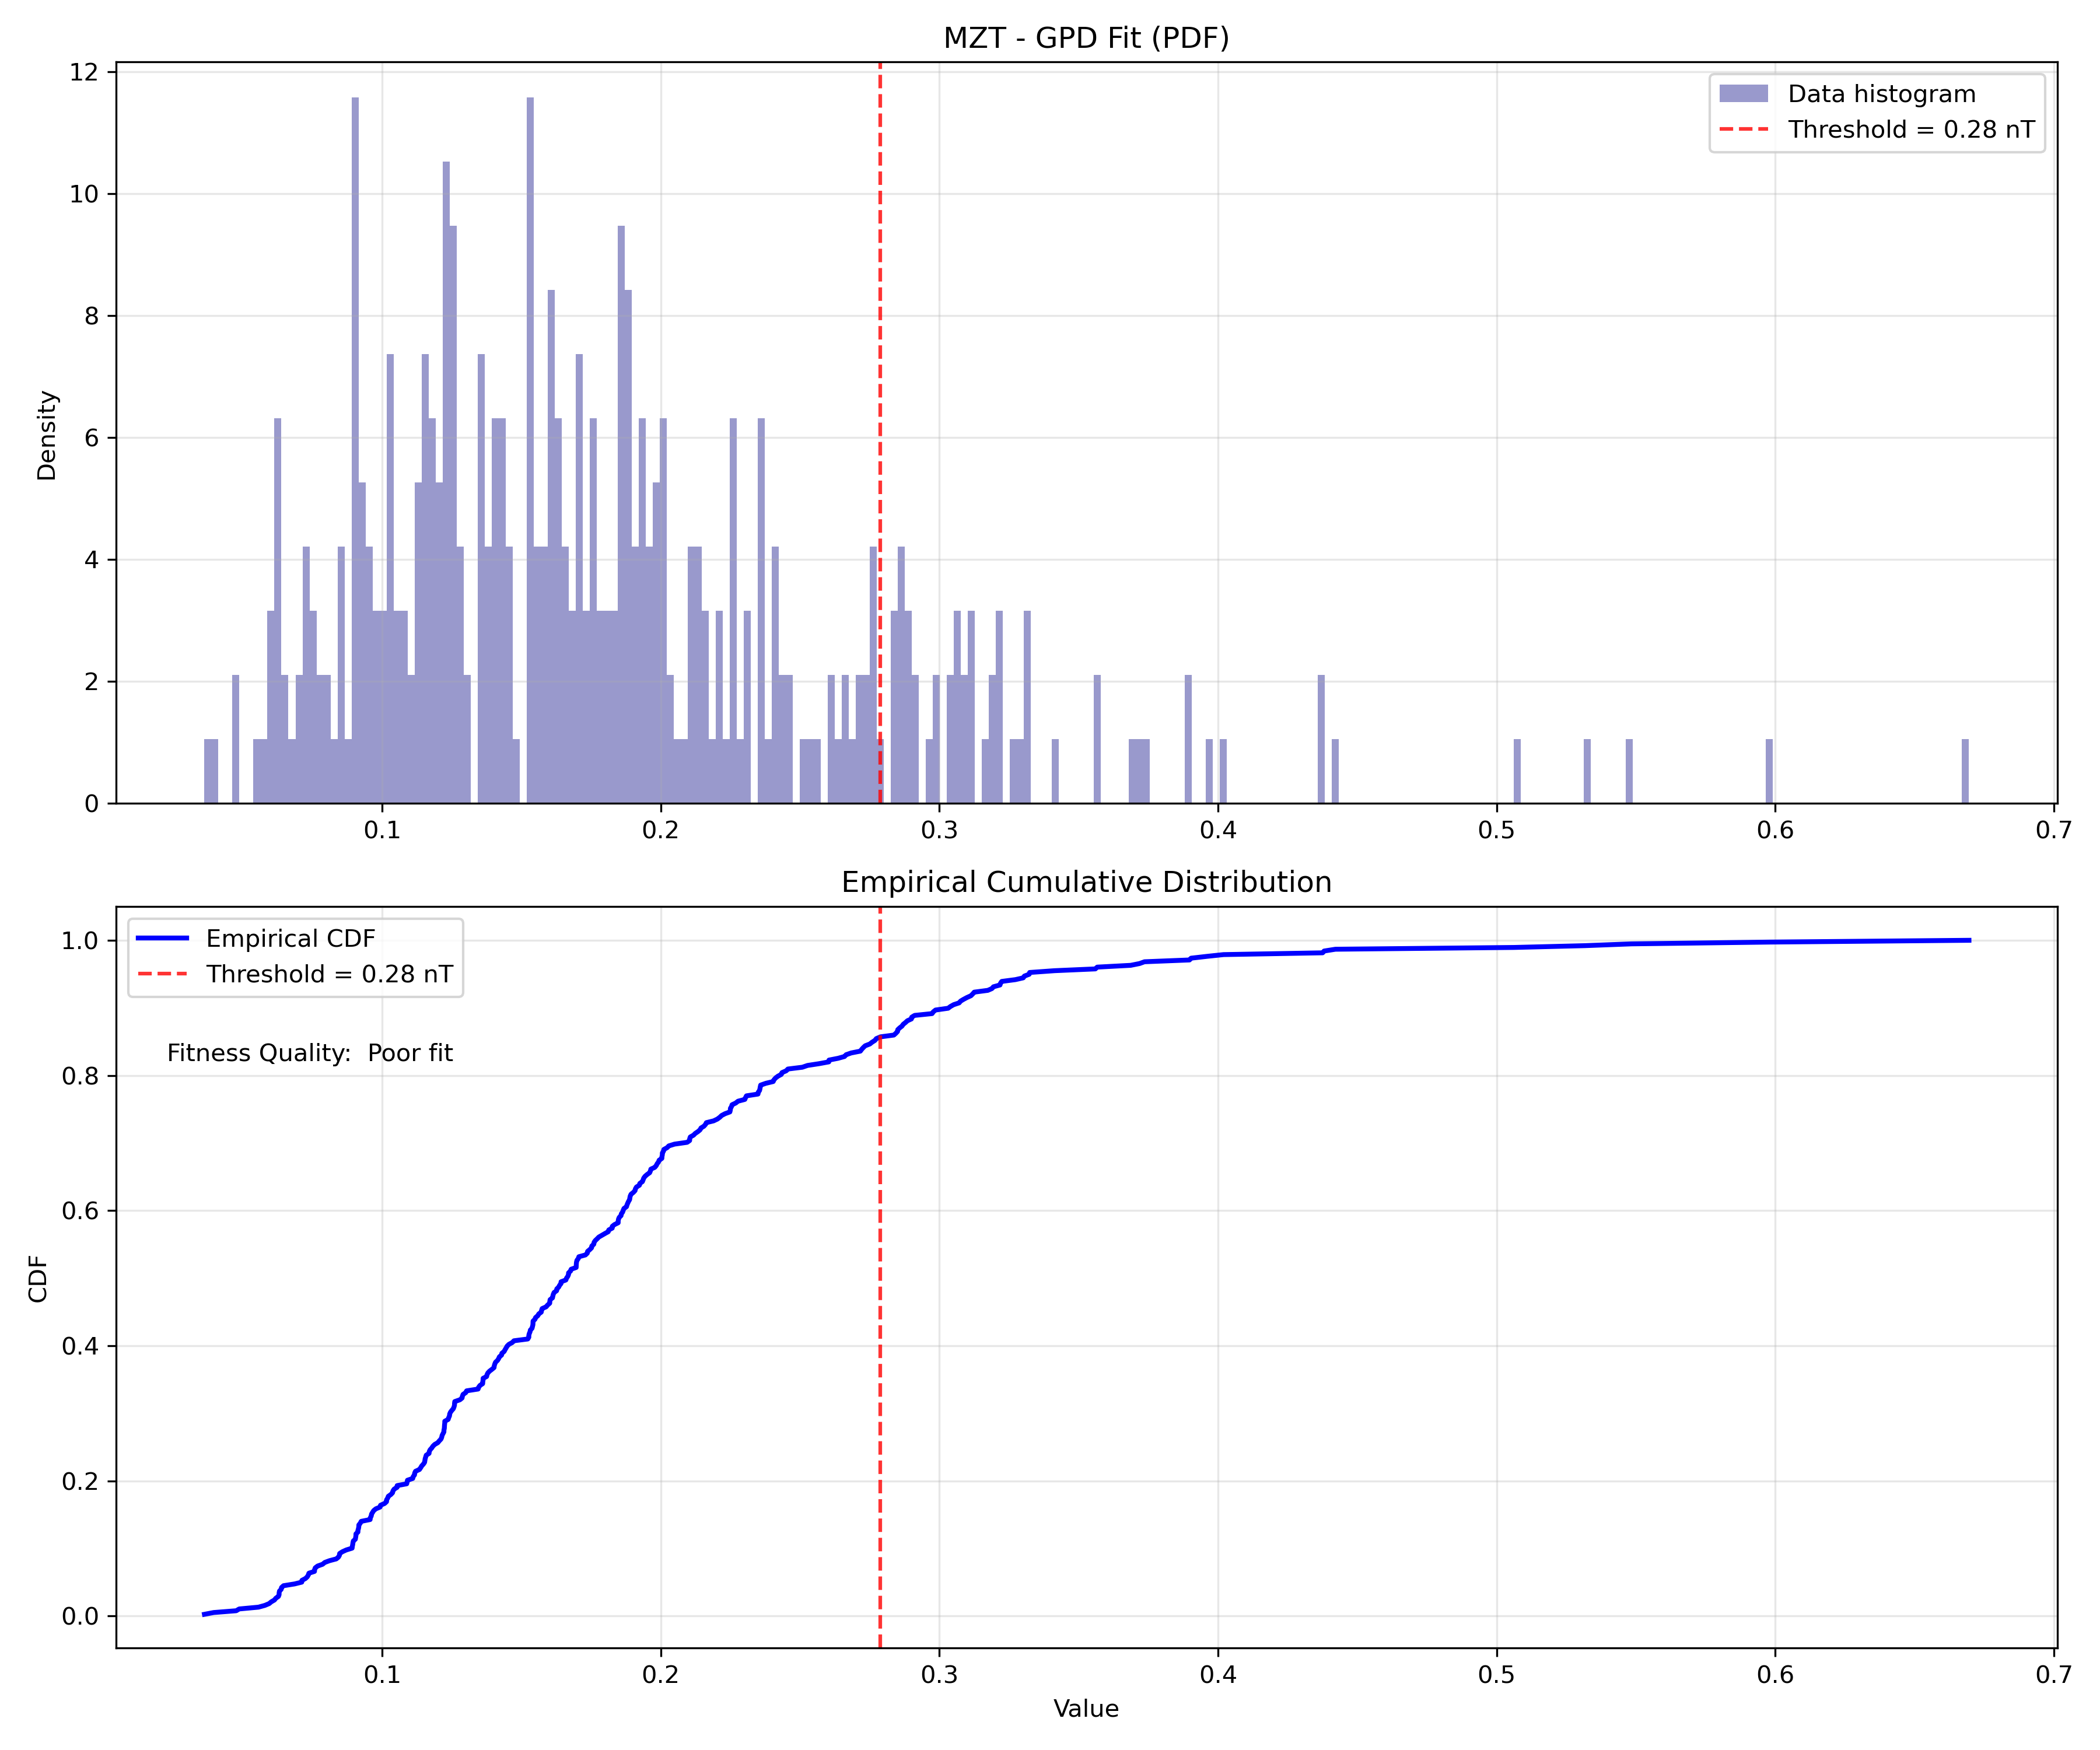 MZT - GPD Fit (PDF)
12
10
8
6
4
2
0
Density
Data histogram
Threshold = 0.28 nT
0.1 0.2 0.3 0.4 0.5 0.6 0.7
Empirical Cumulative Distribution
1.0
0.8
0.6
0.4
0.2
0.0
CDF
Empirical CDF
Threshold = 0.28 nT
Fitness Quality: Poor fit
0.1 0.2 0.3 0.4 0.5 0.6 0.7
Value